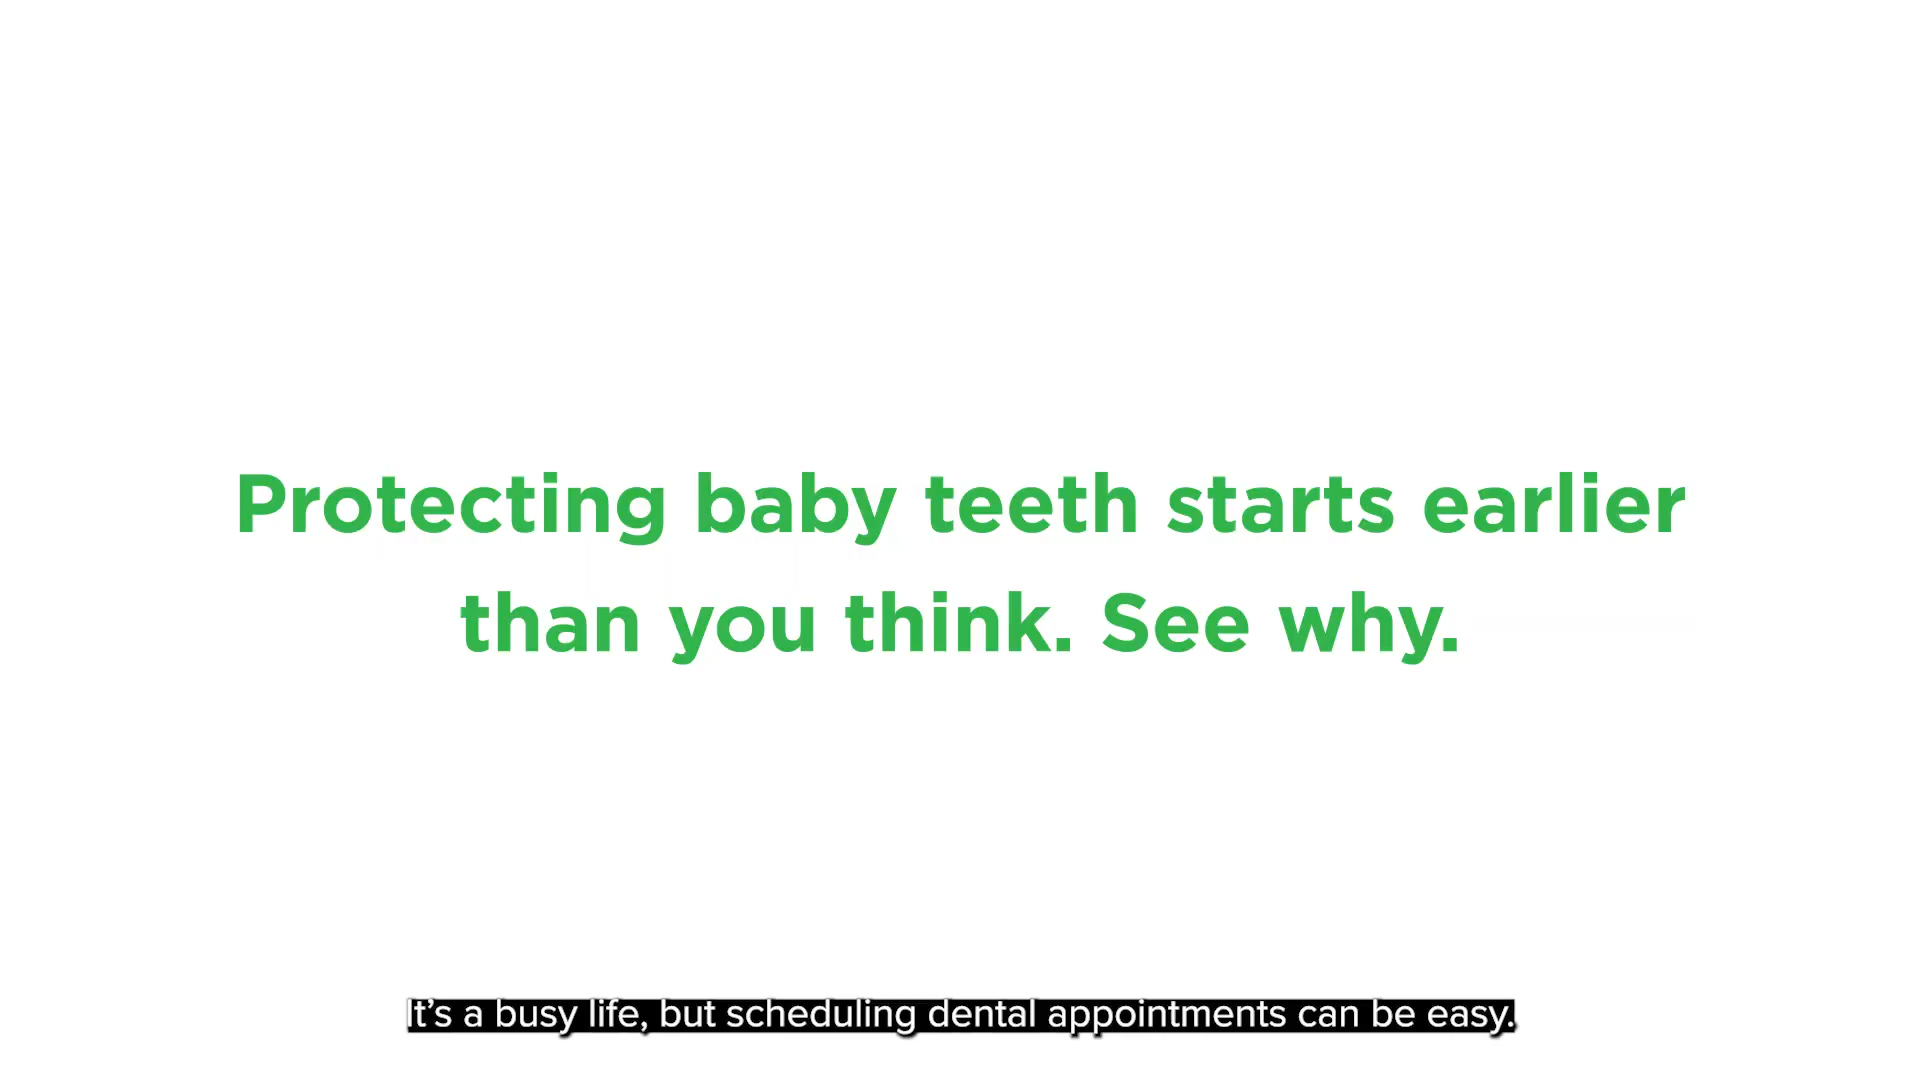 Protecting baby teeth starts earlier
than you think. See why.
It’s a busy life, but scheduling dental appointments can be easy.